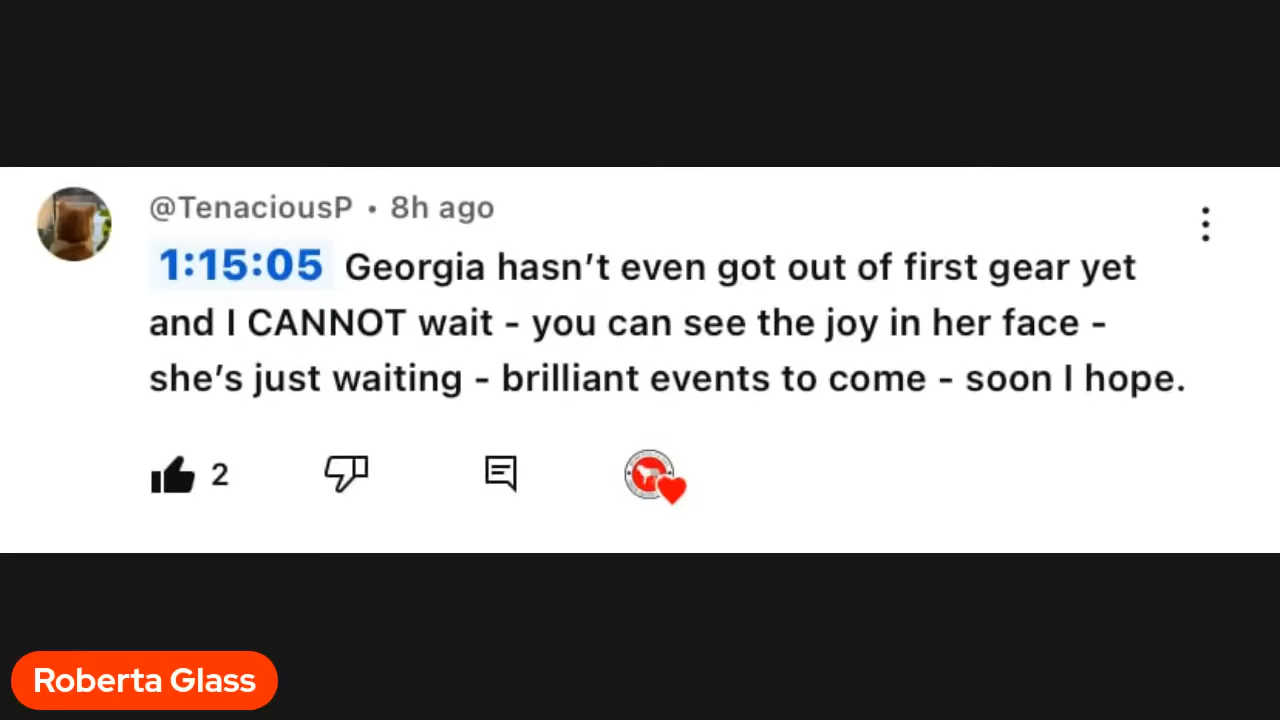 @TenaciousP • 8h ago
1:15:05 Georgia hasn't even got out of first gear yet
and I CANNOT wait - you can see the joy in her face -
she's just waiting - brilliant events to come - soon I hope.
2
Roberta Glass